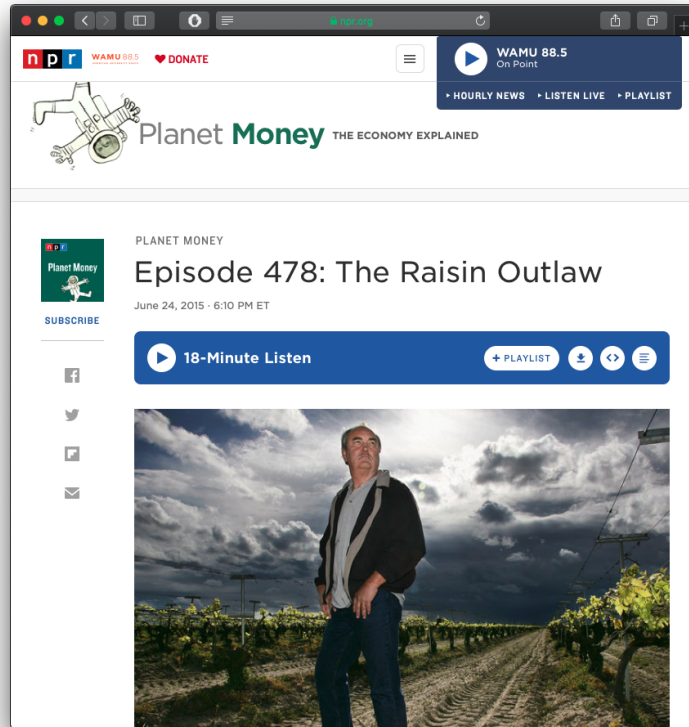 npr.org
npr WAMU 88.5 DONATE
WAMU 88.5
On Point
HOURLY NEWS LISTEN LIVE PLAYLIST
Planet Money THE ECONOMY EXPLAINED
PLANET MONEY
npr
Planet Money
SUBSCRIBE
Episode 478: The Raisin Outlaw
June 24, 2015 · 6:10 PM ET
18-Minute Listen
+ PLAYLIST